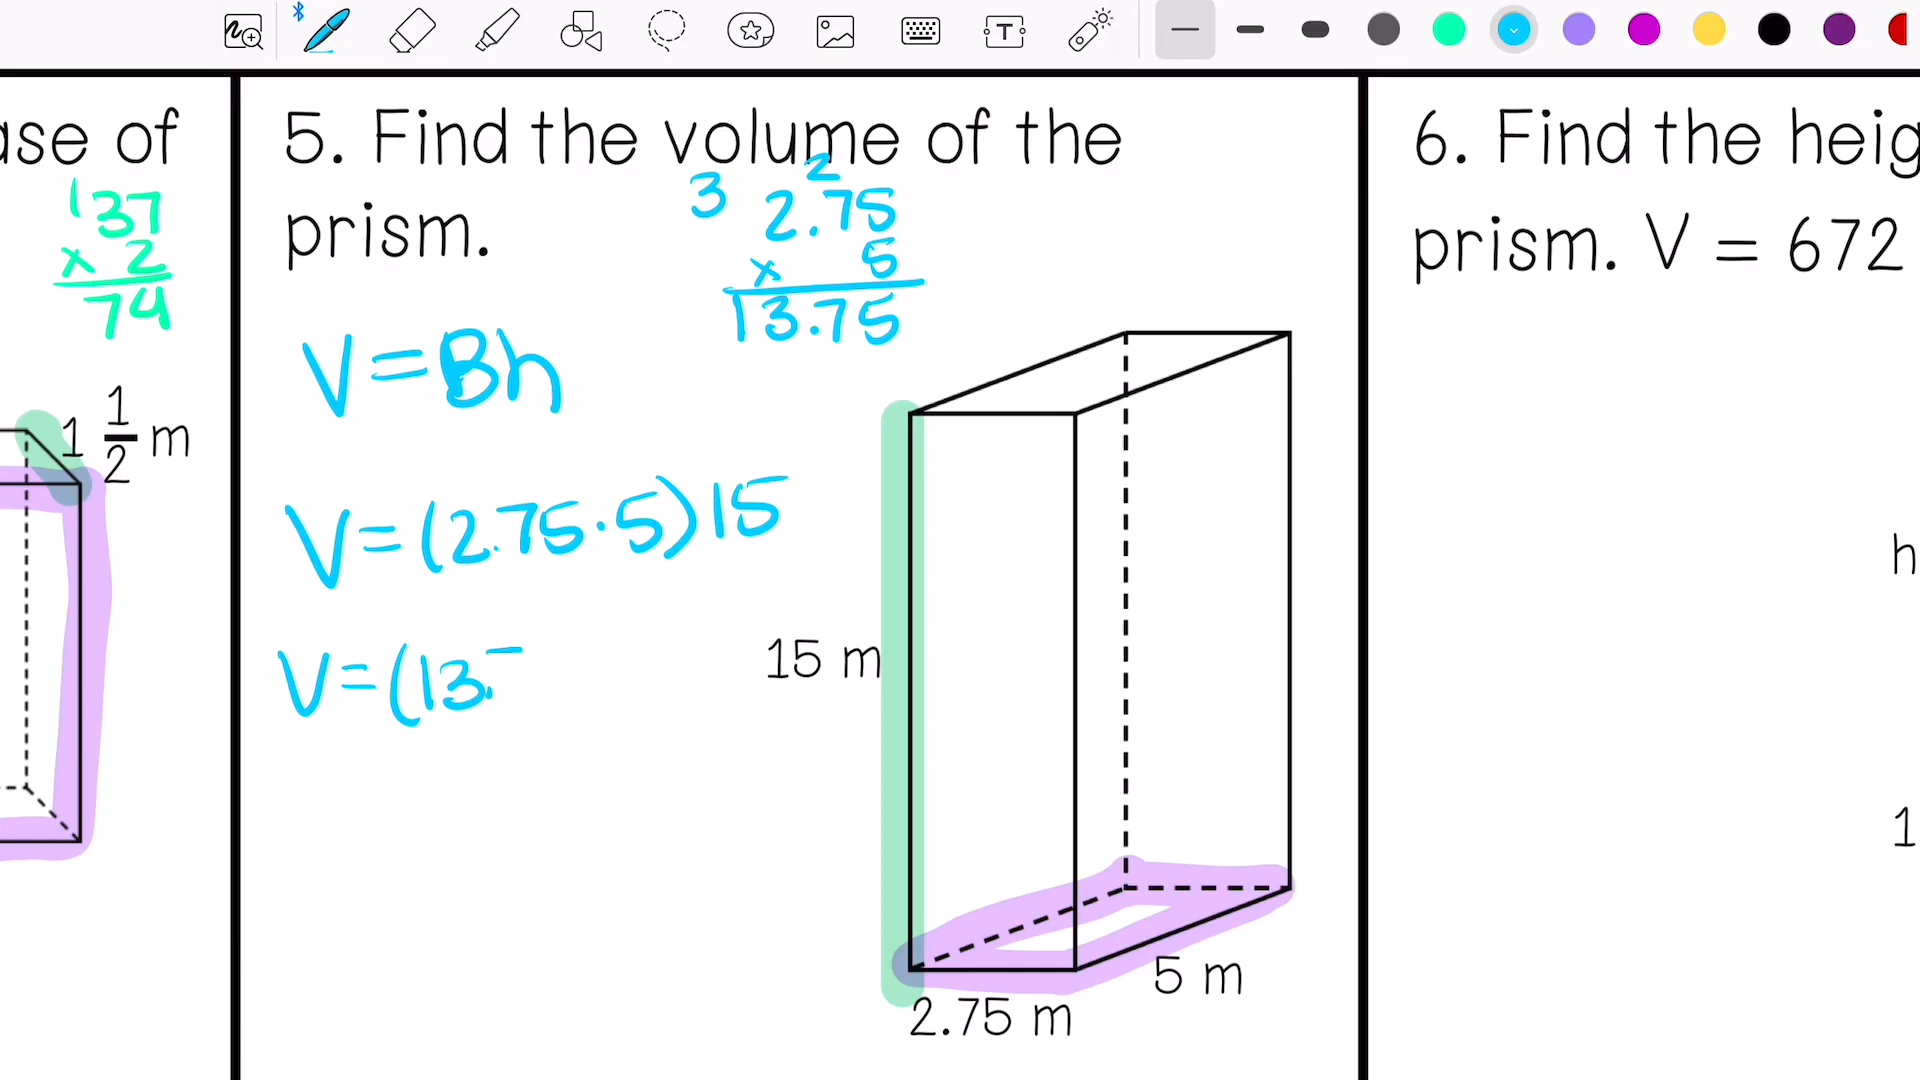 ase of
137
x 2
74
1 1/2 m
5. Find the volume of the
prism.
3 2
2.75
x 5
13.75
V=Bh
V=(2.75·5)15
V=(13.
15 m
5 m
2.75 m
6. Find the heig
prism. V = 672
h
1